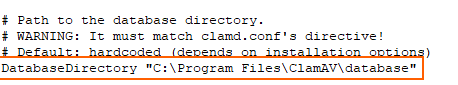 # Path to the database directory.
# WARNING: It must match clamd.conf's directive!
# Default: hardcoded (depends on installation options)
DatabaseDirectory "C:\Program Files\ClamAV\database"